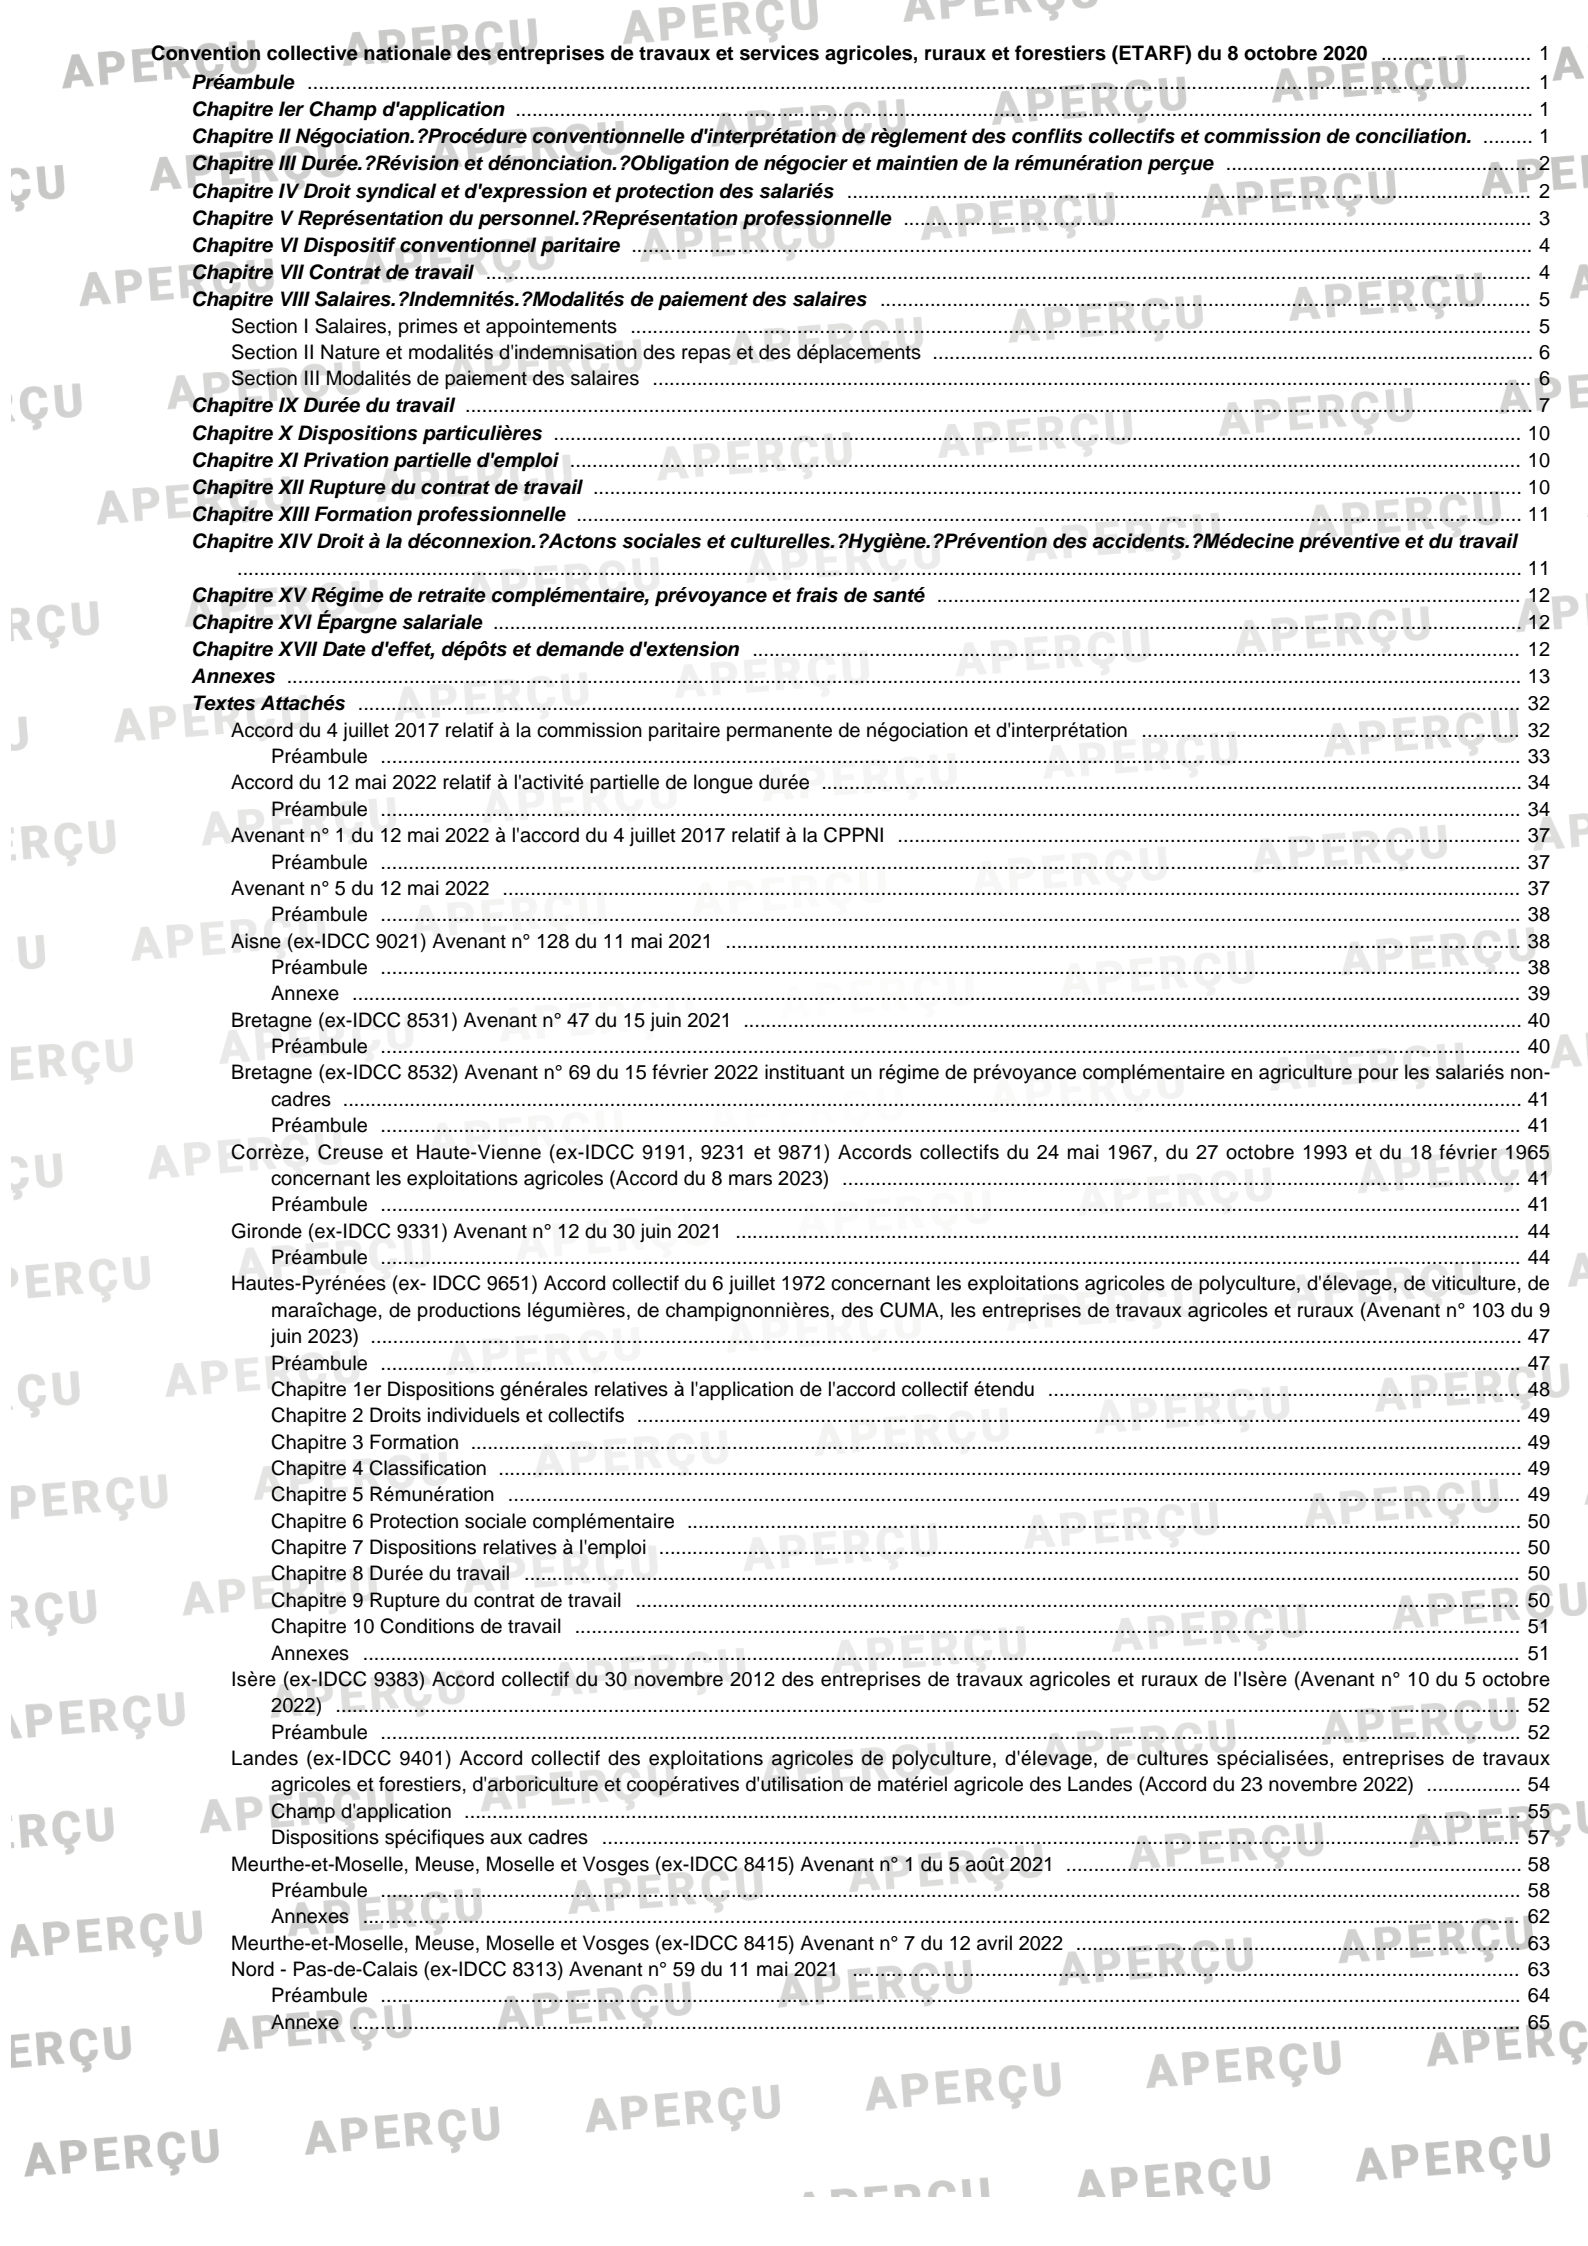 Convention collective nationale des entreprises de travaux et services agricoles, ruraux et forestiers (ETARF) du 8 octobre 2020 ........................ 1
Préambule ........................ 1
Chapitre Ier Champ d'application ........................ 1
Chapitre II Négociation.?Procédure conventionnelle d'interprétation de règlement des conflits collectifs et commission de conciliation. ......... 1
Chapitre III Durée.?Révision et dénonciation.?Obligation de négocier et maintien de la rémunération perçue ........................ 2
Chapitre IV Droit syndical et d'expression et protection des salariés ........................ 2
Chapitre V Représentation du personnel.?Représentation professionnelle ........................ 3
Chapitre VI Dispositif conventionnel paritaire ........................ 4
Chapitre VII Contrat de travail ........................ 4
Chapitre VIII Salaires.?Indemnités.?Modalités de paiement des salaires ........................ 5
Section I Salaires, primes et appointements ........................ 5
Section II Nature et modalités d'indemnisation des repas et des déplacements ........................ 6
Section III Modalités de paiement des salaires ........................ 6
Chapitre IX Durée du travail ........................ 7
Chapitre X Dispositions particulières ........................ 10
Chapitre XI Privation partielle d'emploi ........................ 10
Chapitre XII Rupture du contrat de travail ........................ 10
Chapitre XIII Formation professionnelle ........................ 11
Chapitre XIV Droit à la déconnexion.?Actons sociales et culturelles.?Hygiène.?Prévention des accidents.?Médecine préventive et du travail
........................ 11
Chapitre XV Régime de retraite complémentaire, prévoyance et frais de santé ........................ 12
Chapitre XVI Épargne salariale ........................ 12
Chapitre XVII Date d'effet, dépôts et demande d'extension ........................ 12
Annexes ........................ 13
Textes Attachés ........................ 32
Accord du 4 juillet 2017 relatif à la commission paritaire permanente de négociation et d'interprétation ........................ 32
Préambule ........................ 33
Accord du 12 mai 2022 relatif à l'activité partielle de longue durée ........................ 34
Préambule ........................ 34
Avenant n° 1 du 12 mai 2022 à l'accord du 4 juillet 2017 relatif à la CPPNI ........................ 37
Préambule ........................ 37
Avenant n° 5 du 12 mai 2022 ........................ 37
Préambule ........................ 38
Aisne (ex-IDCC 9021) Avenant n° 128 du 11 mai 2021 ........................ 38
Préambule ........................ 38
Annexe ........................ 39
Bretagne (ex-IDCC 8531) Avenant n° 47 du 15 juin 2021 ........................ 40
Préambule ........................ 40
Bretagne (ex-IDCC 8532) Avenant n° 69 du 15 février 2022 instituant un régime de prévoyance complémentaire en agriculture pour les salariés non-
cadres ........................ 41
Préambule ........................ 41
Corrèze, Creuse et Haute-Vienne (ex-IDCC 9191, 9231 et 9871) Accords collectifs du 24 mai 1967, du 27 octobre 1993 et du 18 février 1965
concernant les exploitations agricoles (Accord du 8 mars 2023) ........................ 41
Préambule ........................ 41
Gironde (ex-IDCC 9331) Avenant n° 12 du 30 juin 2021 ........................ 44
Préambule ........................ 44
Hautes-Pyrénées (ex- IDCC 9651) Accord collectif du 6 juillet 1972 concernant les exploitations agricoles de polyculture, d'élevage, de viticulture, de
maraîchage, de productions légumières, de champignonnières, des CUMA, les entreprises de travaux agricoles et ruraux (Avenant n° 103 du 9
juin 2023) ........................ 47
Préambule ........................ 47
Chapitre 1er Dispositions générales relatives à l'application de l'accord collectif étendu ........................ 48
Chapitre 2 Droits individuels et collectifs ........................ 49
Chapitre 3 Formation ........................ 49
Chapitre 4 Classification ........................ 49
Chapitre 5 Rémunération ........................ 49
Chapitre 6 Protection sociale complémentaire ........................ 50
Chapitre 7 Dispositions relatives à l'emploi ........................ 50
Chapitre 8 Durée du travail ........................ 50
Chapitre 9 Rupture du contrat de travail ........................ 50
Chapitre 10 Conditions de travail ........................ 51
Annexes ........................ 51
Isère (ex-IDCC 9383) Accord collectif du 30 novembre 2012 des entreprises de travaux agricoles et ruraux de l'Isère (Avenant n° 10 du 5 octobre
2022) ........................ 52
Préambule ........................ 52
Landes (ex-IDCC 9401) Accord collectif des exploitations agricoles de polyculture, d'élevage, de cultures spécialisées, entreprises de travaux
agricoles et forestiers, d'arboriculture et coopératives d'utilisation de matériel agricole des Landes (Accord du 23 novembre 2022) ................ 54
Champ d'application ........................ 55
Dispositions spécifiques aux cadres ........................ 57
Meurthe-et-Moselle, Meuse, Moselle et Vosges (ex-IDCC 8415) Avenant n° 1 du 5 août 2021 ........................ 58
Préambule ........................ 58
Annexes ........................ 62
Meurthe-et-Moselle, Meuse, Moselle et Vosges (ex-IDCC 8415) Avenant n° 7 du 12 avril 2022 ........................ 63
Nord - Pas-de-Calais (ex-IDCC 8313) Avenant n° 59 du 11 mai 2021 ........................ 63
Préambule ........................ 64
Annexe ........................ 65
APERÇU